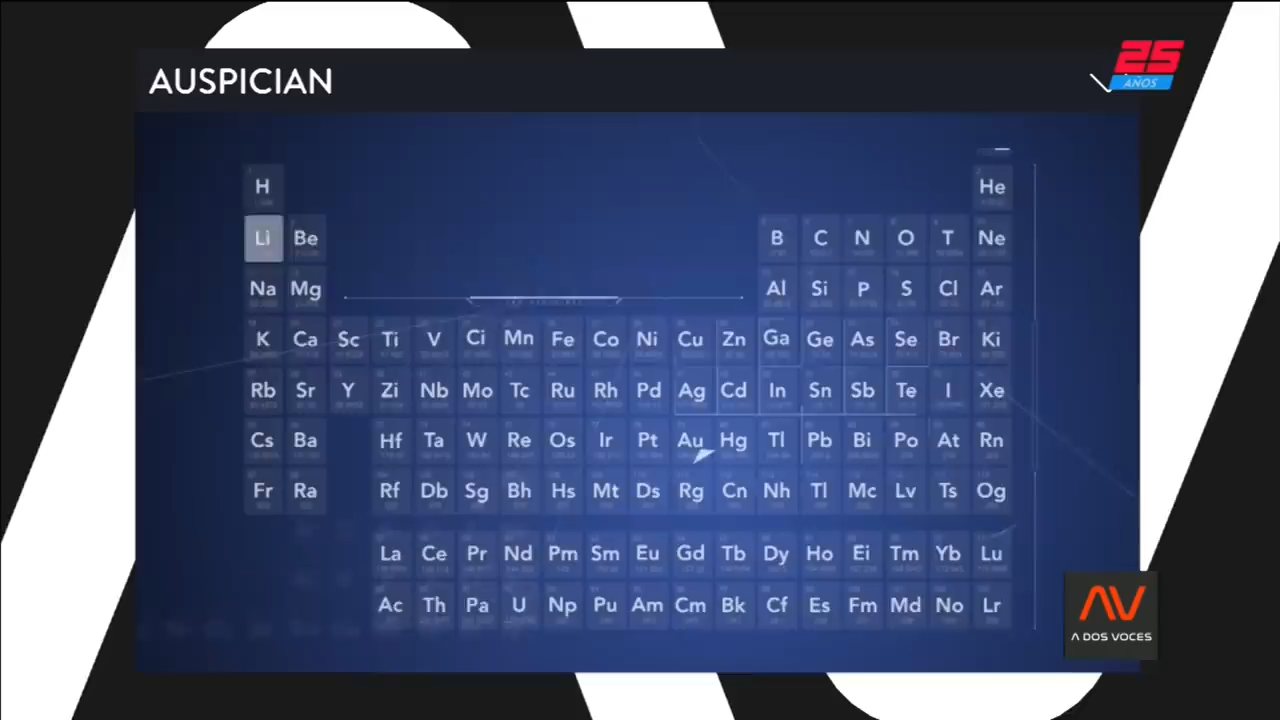 AUSPICIAN
25
AÑOS
H He
Li Be B C N O T Ne
Na Mg Al Si P S Cl Ar
K Ca Sc Ti V Ci Mn Fe Co Ni Cu Zn Ga Ge As Se Br Ki
Rb Sr Y Zi Nb Mo Tc Ru Rh Pd Ag Cd In Sn Sb Te I Xe
Cs Ba Hf Ta W Re Os Ir Pt Au Hg Tl Pb Bi Po At Rn
Fr Ra Rf Db Sg Bh Hs Mt Ds Rg Cn Nh Tl Mc Lv Ts Og
La Ce Pr Nd Pm Sm Eu Gd Tb Dy Ho Ei Tm Yb Lu
Ac Th Pa U Np Pu Am Cm Bk Cf Es Fm Md No Lr
AV
A DOS VOCES